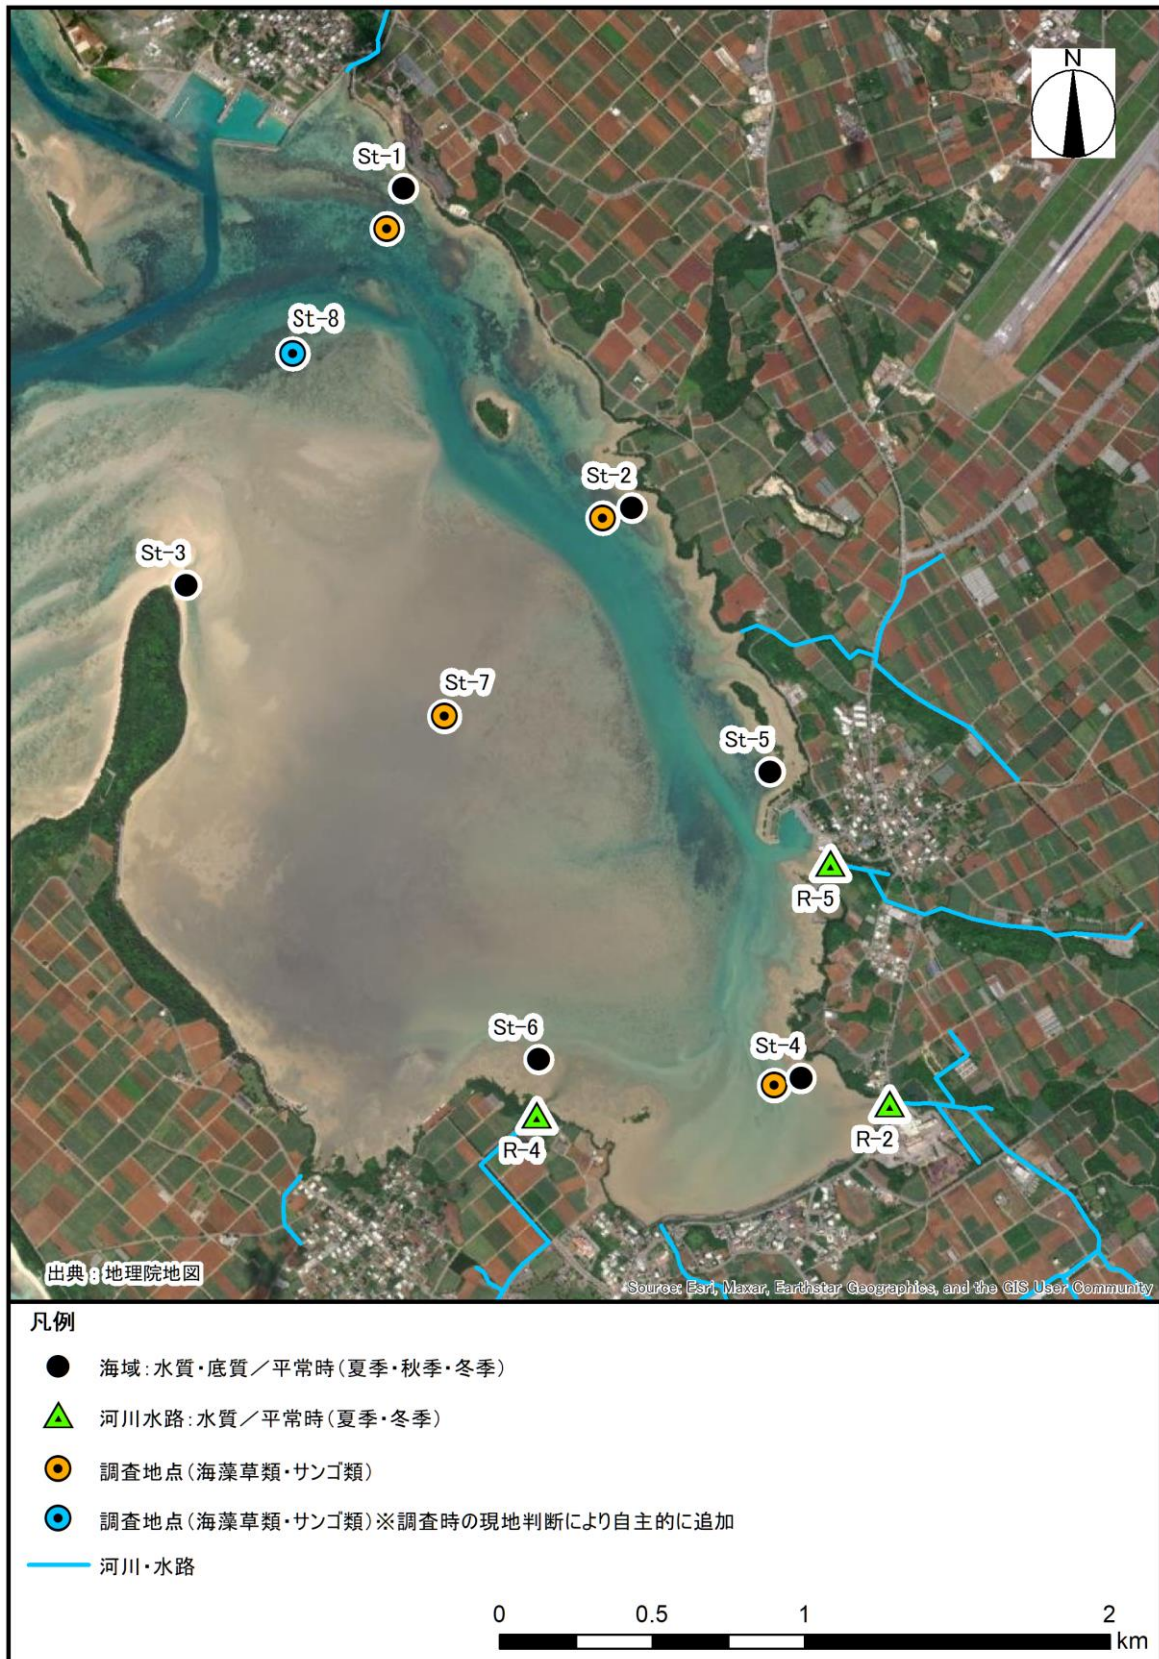 N
St-1
St-8
St-2
St-3
St-7
St-5
R-5
St-6
St-4
R-4
R-2
出典：地理院地図
Source: Esri, Maxar, Earthstar Geographics, and the GIS User Community
凡例
海域：水質・底質／平常時（夏季・秋季・冬季）
河川水路：水質／平常時（夏季・冬季）
調査地点（海藻草類・サンゴ類）
調査地点（海藻草類・サンゴ類）※調査時の現地判断により自主的に追加
河川・水路
0 0.5 1 2
km